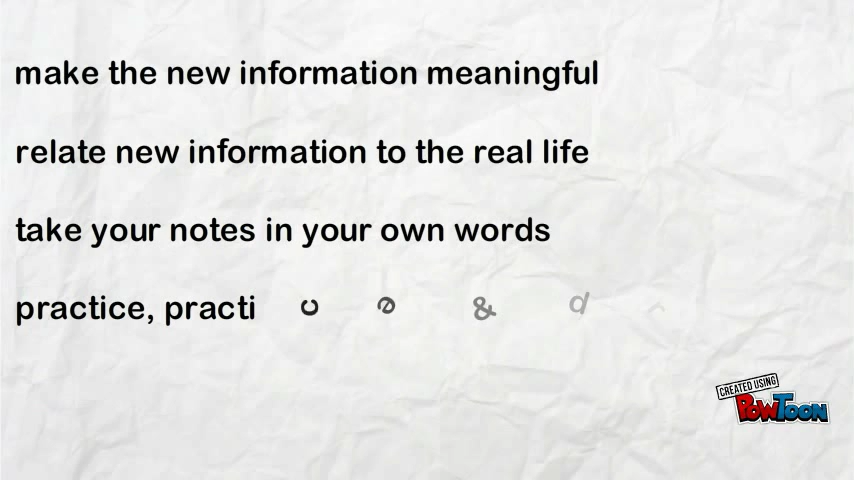 make the new information meaningful
relate new information to the real life
take your notes in your own words
practice, practice & p
CREATED USING
POWTOON